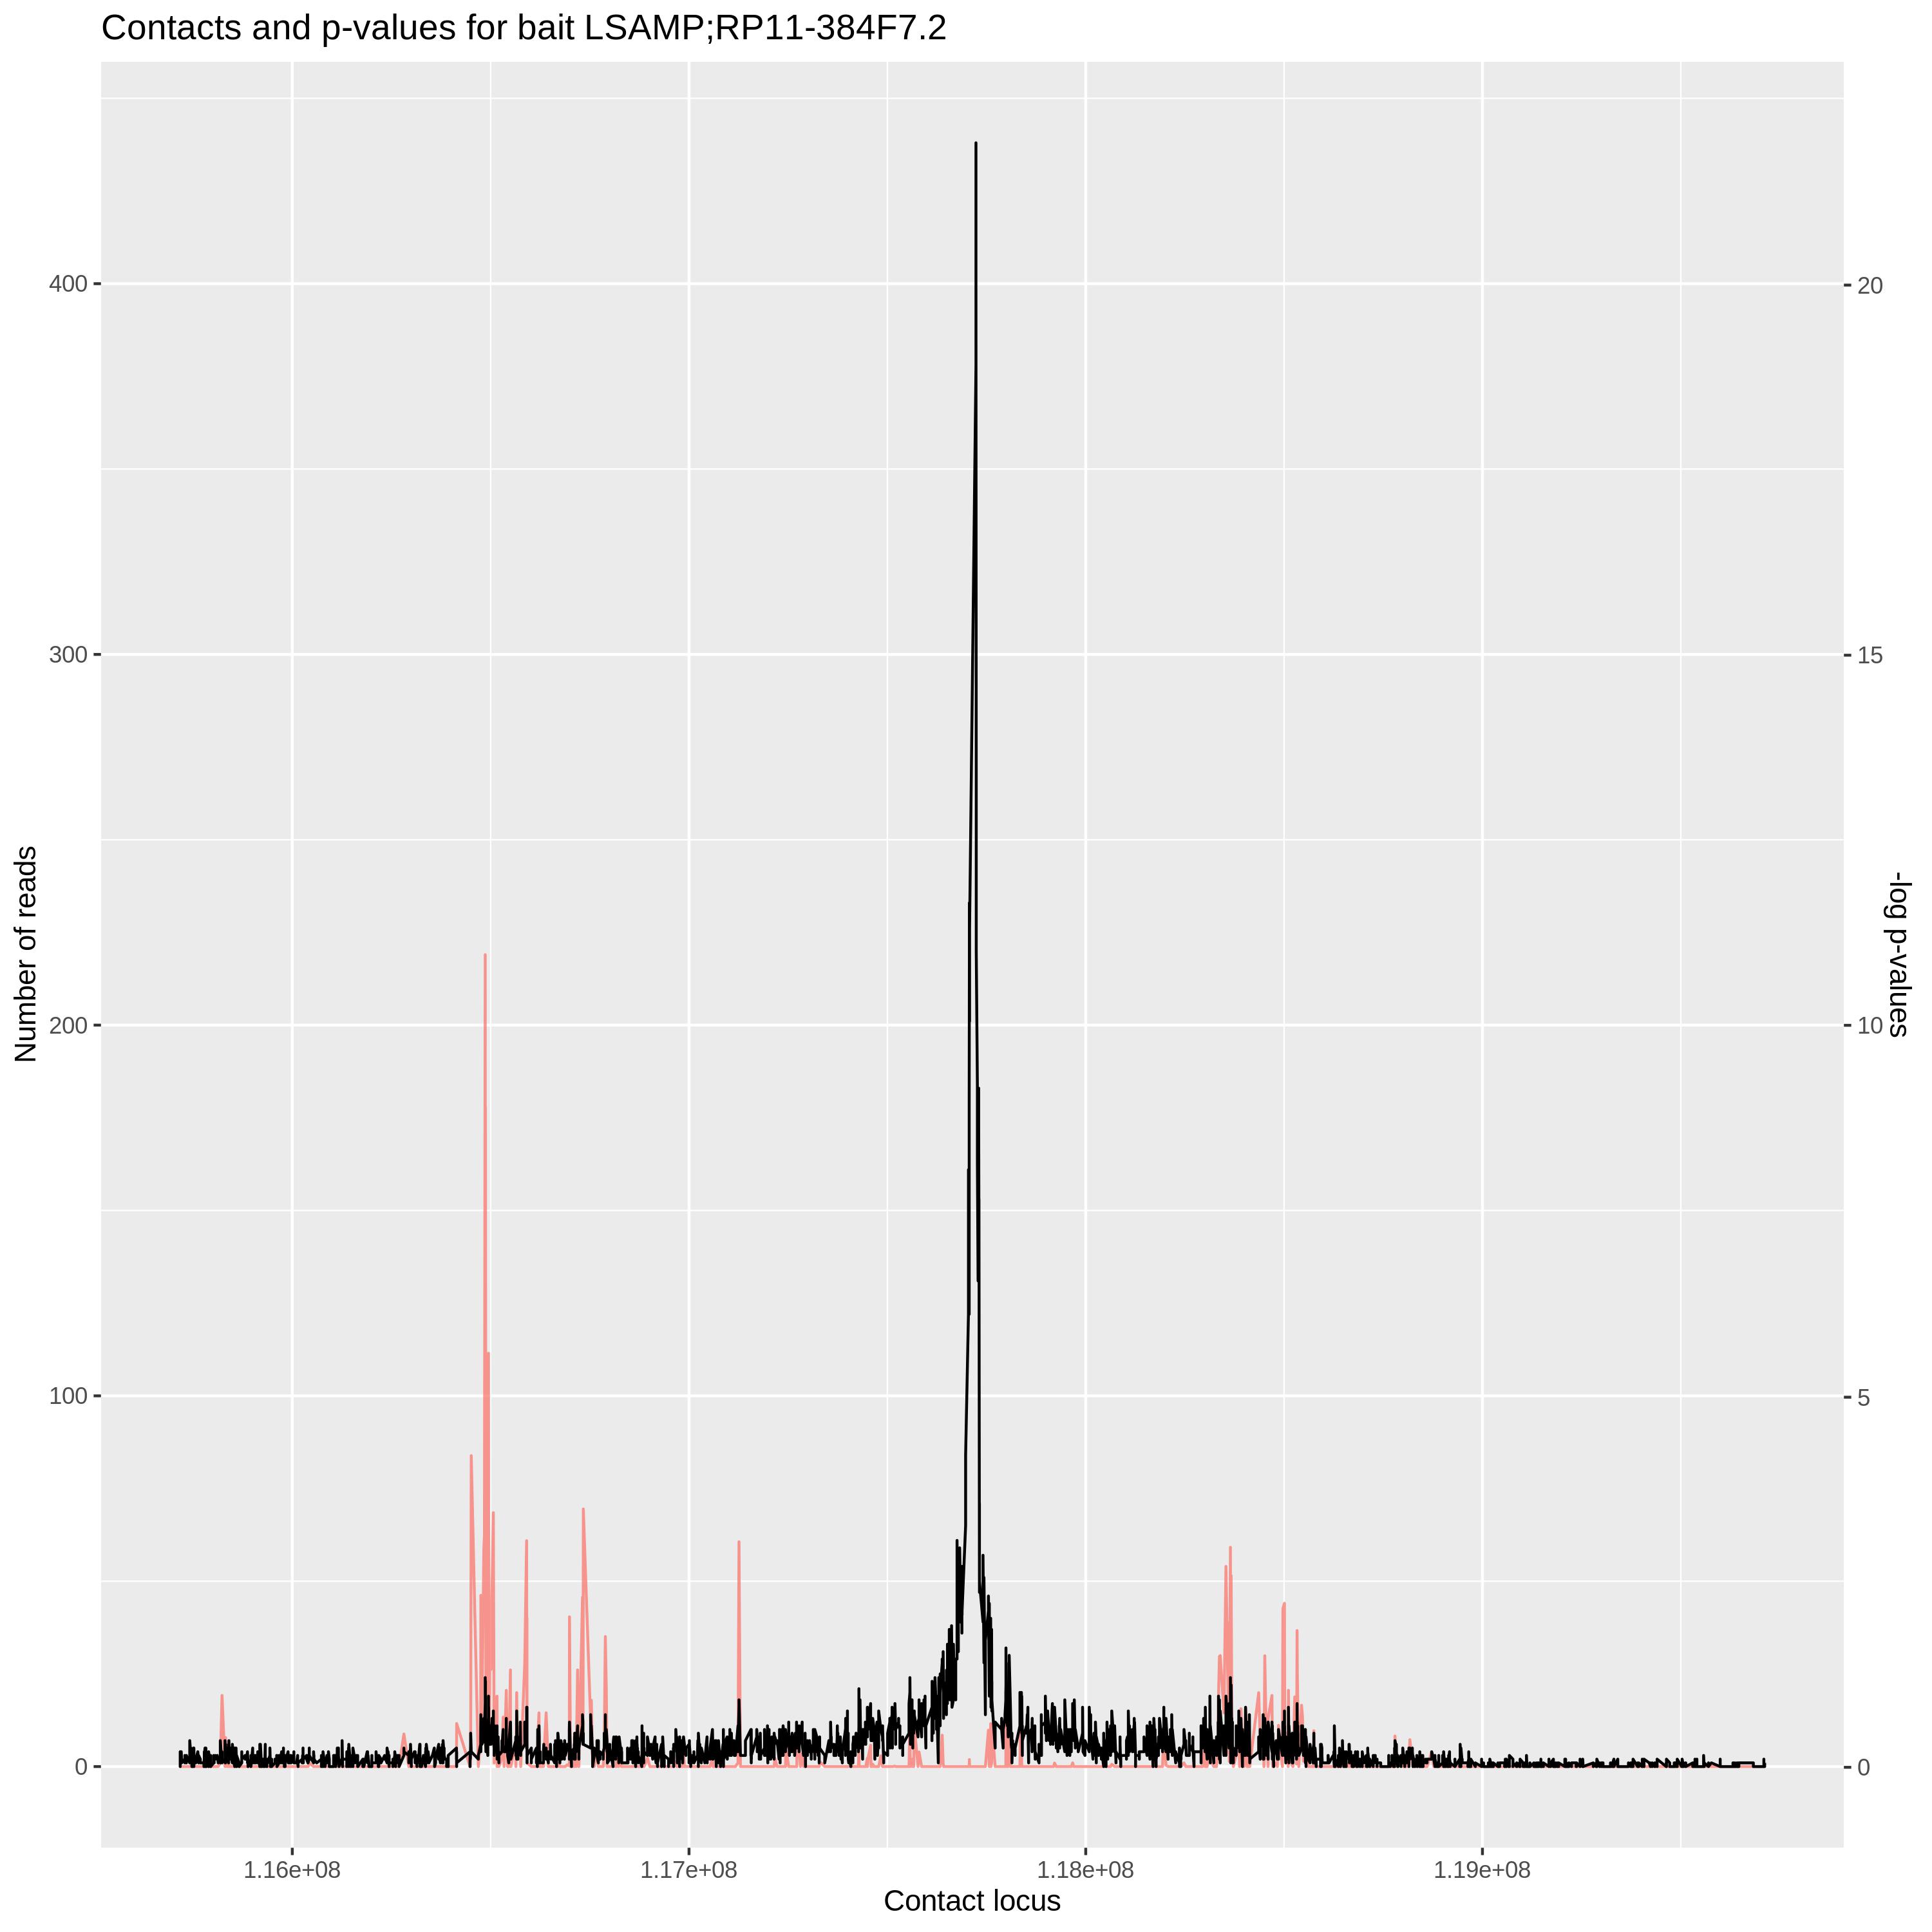 Contacts and p-values for bait LSAMP;RP11-384F7.2
Number of reads
400
300
200
100
0
20
15
10
5
0
-log p-values
1.16e+08
1.17e+08
1.18e+08
1.19e+08
Contact locus